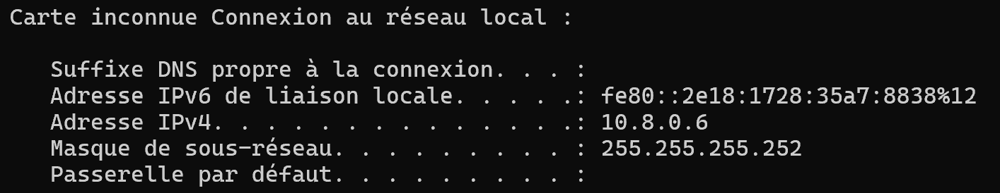 Carte inconnue Connexion au réseau local :
Suffixe DNS propre à la connexion. . . :
Adresse IPv6 de liaison locale. . . . .: fe80::2e18:1728:35a7:8838%12
Adresse IPv4. . . . . . . . . . . . . .: 10.8.0.6
Masque de sous-réseau. . . . . . . . . : 255.255.255.252
Passerelle par défaut. . . . . . . . . :